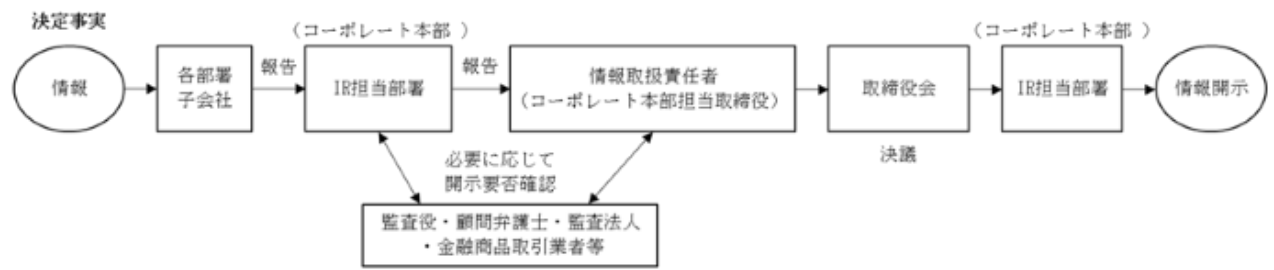 決定事実
情報
各部署
子会社
報告
(コーポレート本部 )
IR担当部署
報告
情報取扱責任者
(コーポレート本部担当取締役)
取締役会
決議
(コーポレート本部 )
IR担当部署
情報開示
必要に応じて
開示要否確認
監査役・顧問弁護士・監査法人
・金融商品取引業者等